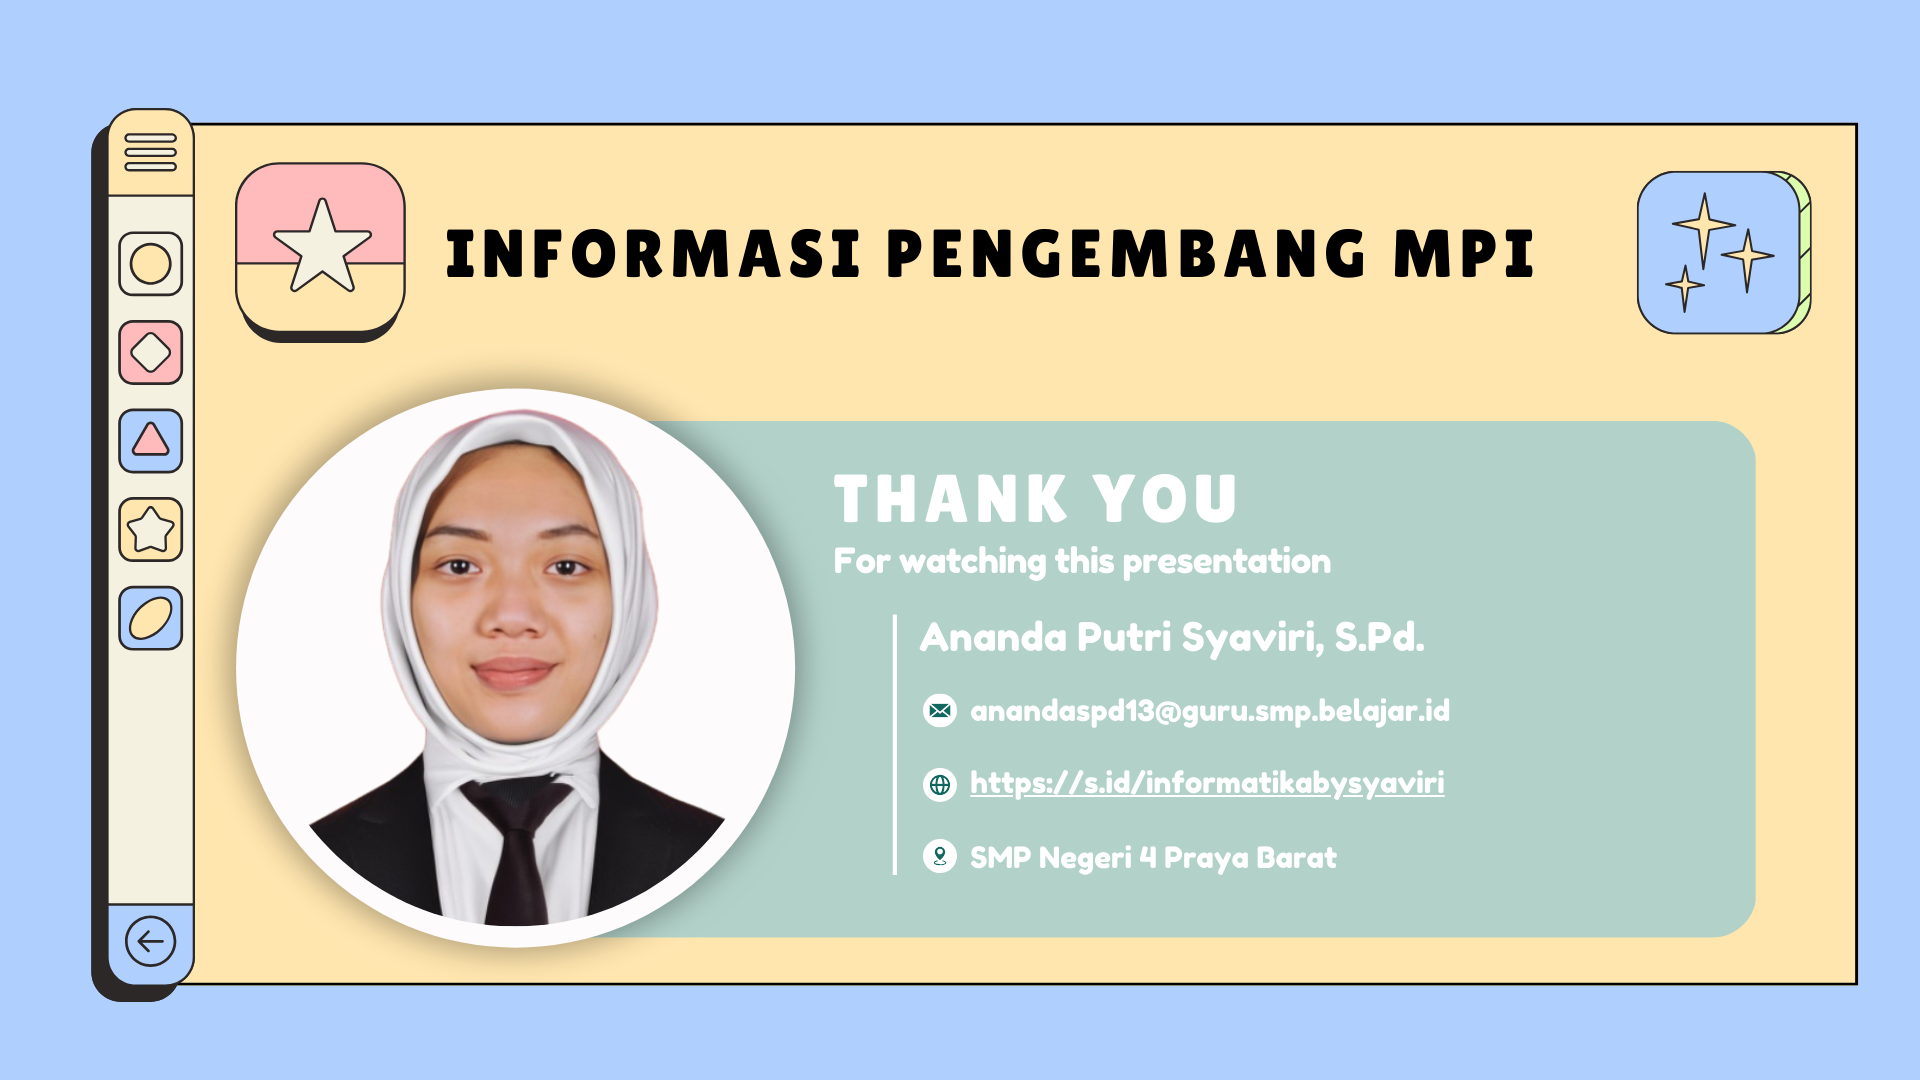 INFORMASI PENGEMBANG MPI
THANK YOU
For watching this presentation
Ananda Putri Syaviri, S.Pd.
anandaspd13@guru.smp.belajar.id
https://s.id/informatikabysyaviri
SMP Negeri 4 Praya Barat